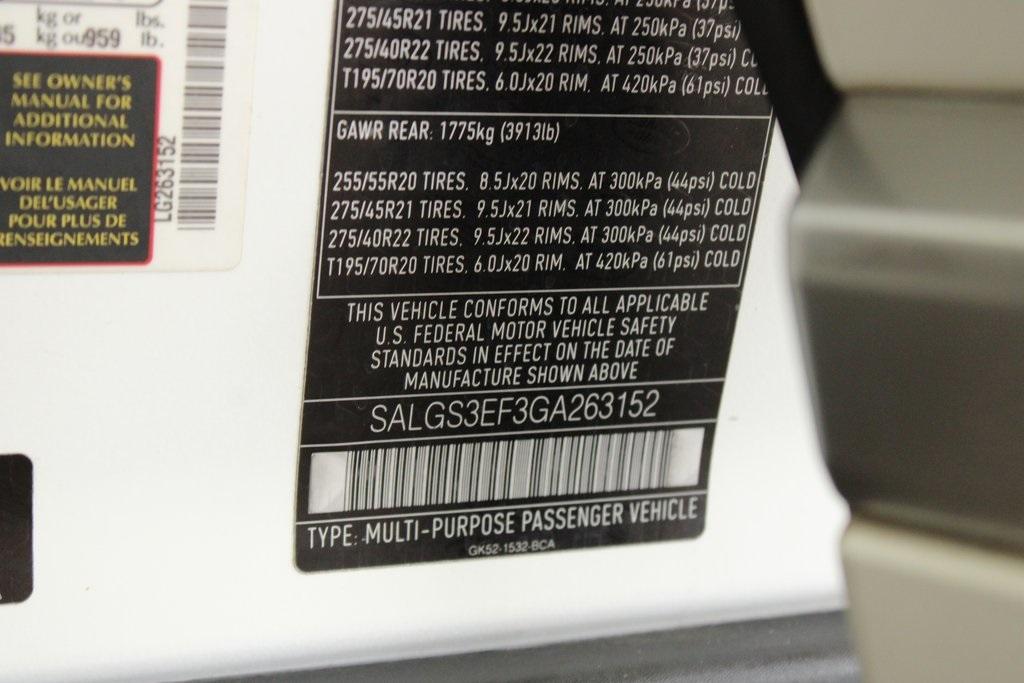 kg or lbs.
kg ou 959 lb.
SEE OWNER'S
MANUAL FOR
ADDITIONAL
INFORMATION
VOIR LE MANUEL
DEL'USAGER
POUR PLUS DE
RENSEIGNEMENTS
LG263152
275/45R21 TIRES, 9.5Jx21 RIMS, AT 250kPa (37psi)
275/40R22 TIRES, 9.5Jx22 RIMS, AT 250kPa (37psi)
T195/70R20 TIRES, 6.0Jx20 RIM, AT 420kPa (61psi) COL
GAWR REAR: 1775kg (3913lb)
255/55R20 TIRES, 8.5Jx20 RIMS, AT 300kPa (44psi) COLD
275/45R21 TIRES, 9.5Jx21 RIMS, AT 300kPa (44psi) COLD
275/40R22 TIRES, 9.5Jx22 RIMS, AT 300kPa (44psi) COLD
T195/70R20 TIRES, 6.0Jx20 RIM, AT 420kPa (61psi) COLD
THIS VEHICLE CONFORMS TO ALL APPLICABLE
U.S. FEDERAL MOTOR VEHICLE SAFETY
STANDARDS IN EFFECT ON THE DATE OF
MANUFACTURE SHOWN ABOVE
SALGS3EF3GA263152
TYPE: MULTI-PURPOSE PASSENGER VEHICLE
GK52-1532-BCA